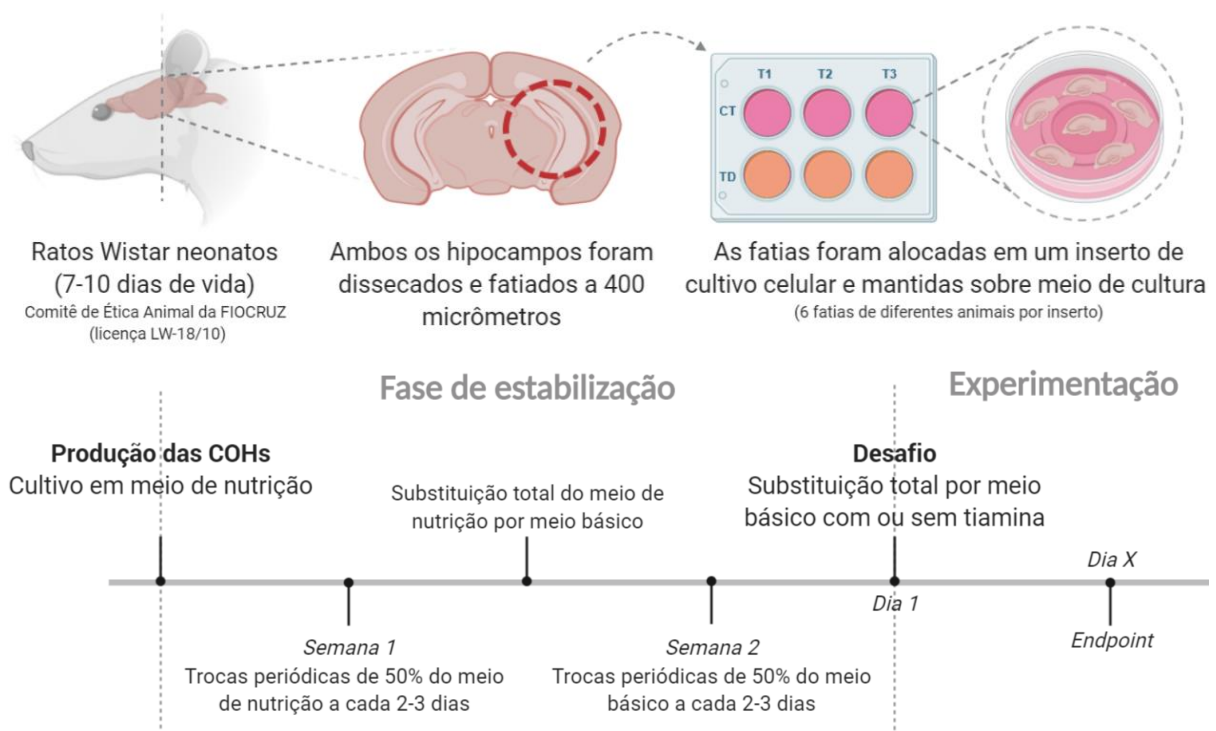 T1
T2
T3
CT
TD
Ratos Wistar neonatos
(7-10 dias de vida)
Comitê de Ética Animal da FIOCRUZ
(licença LW-18/10)
Ambos os hipocampos foram
dissecados e fatiados a 400
micrômetros
As fatias foram alocadas em um inserto de
cultivo celular e mantidas sobre meio de cultura
(6 fatias de diferentes animais por inserto)
Fase de estabilização
Experimentação
Produção das COHs
Cultivo em meio de nutrição
Substituição total do meio de
nutrição por meio básico
Desafio
Substituição total por meio
básico com ou sem tiamina
Dia 1
Dia X
Endpoint
Semana 1
Trocas periódicas de 50% do meio
de nutrição a cada 2-3 dias
Semana 2
Trocas periódicas de 50% do meio
básico a cada 2-3 dias